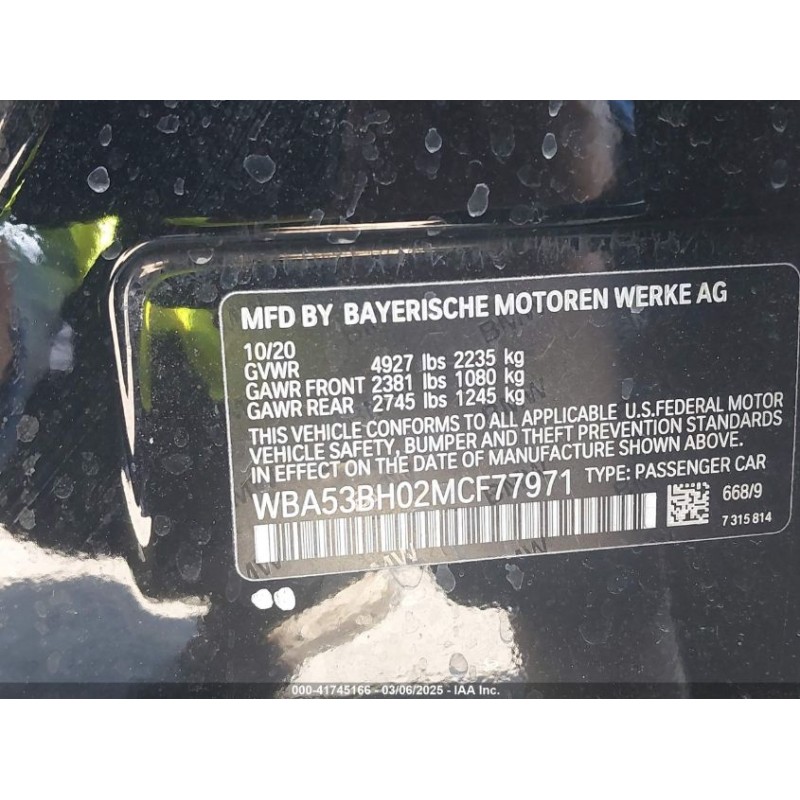 MFD BY BAYERISCHE MOTOREN WERKE AG
10/20
GVWR 4927 lbs 2235 kg
GAWR FRONT 2381 lbs 1080 kg
GAWR REAR 2745 lbs 1245 kg
THIS VEHICLE CONFORMS TO ALL APPLICABLE U.S.FEDERAL MOTOR
VEHICLE SAFETY, BUMPER AND THEFT PREVENTION STANDARDS
IN EFFECT ON THE DATE OF MANUFACTURE SHOWN ABOVE.
WBA53BH02MCF77971 TYPE: PASSENGER CAR
668/9
7 315 814
000-41745166 - 03/06/2025 - IAA Inc.